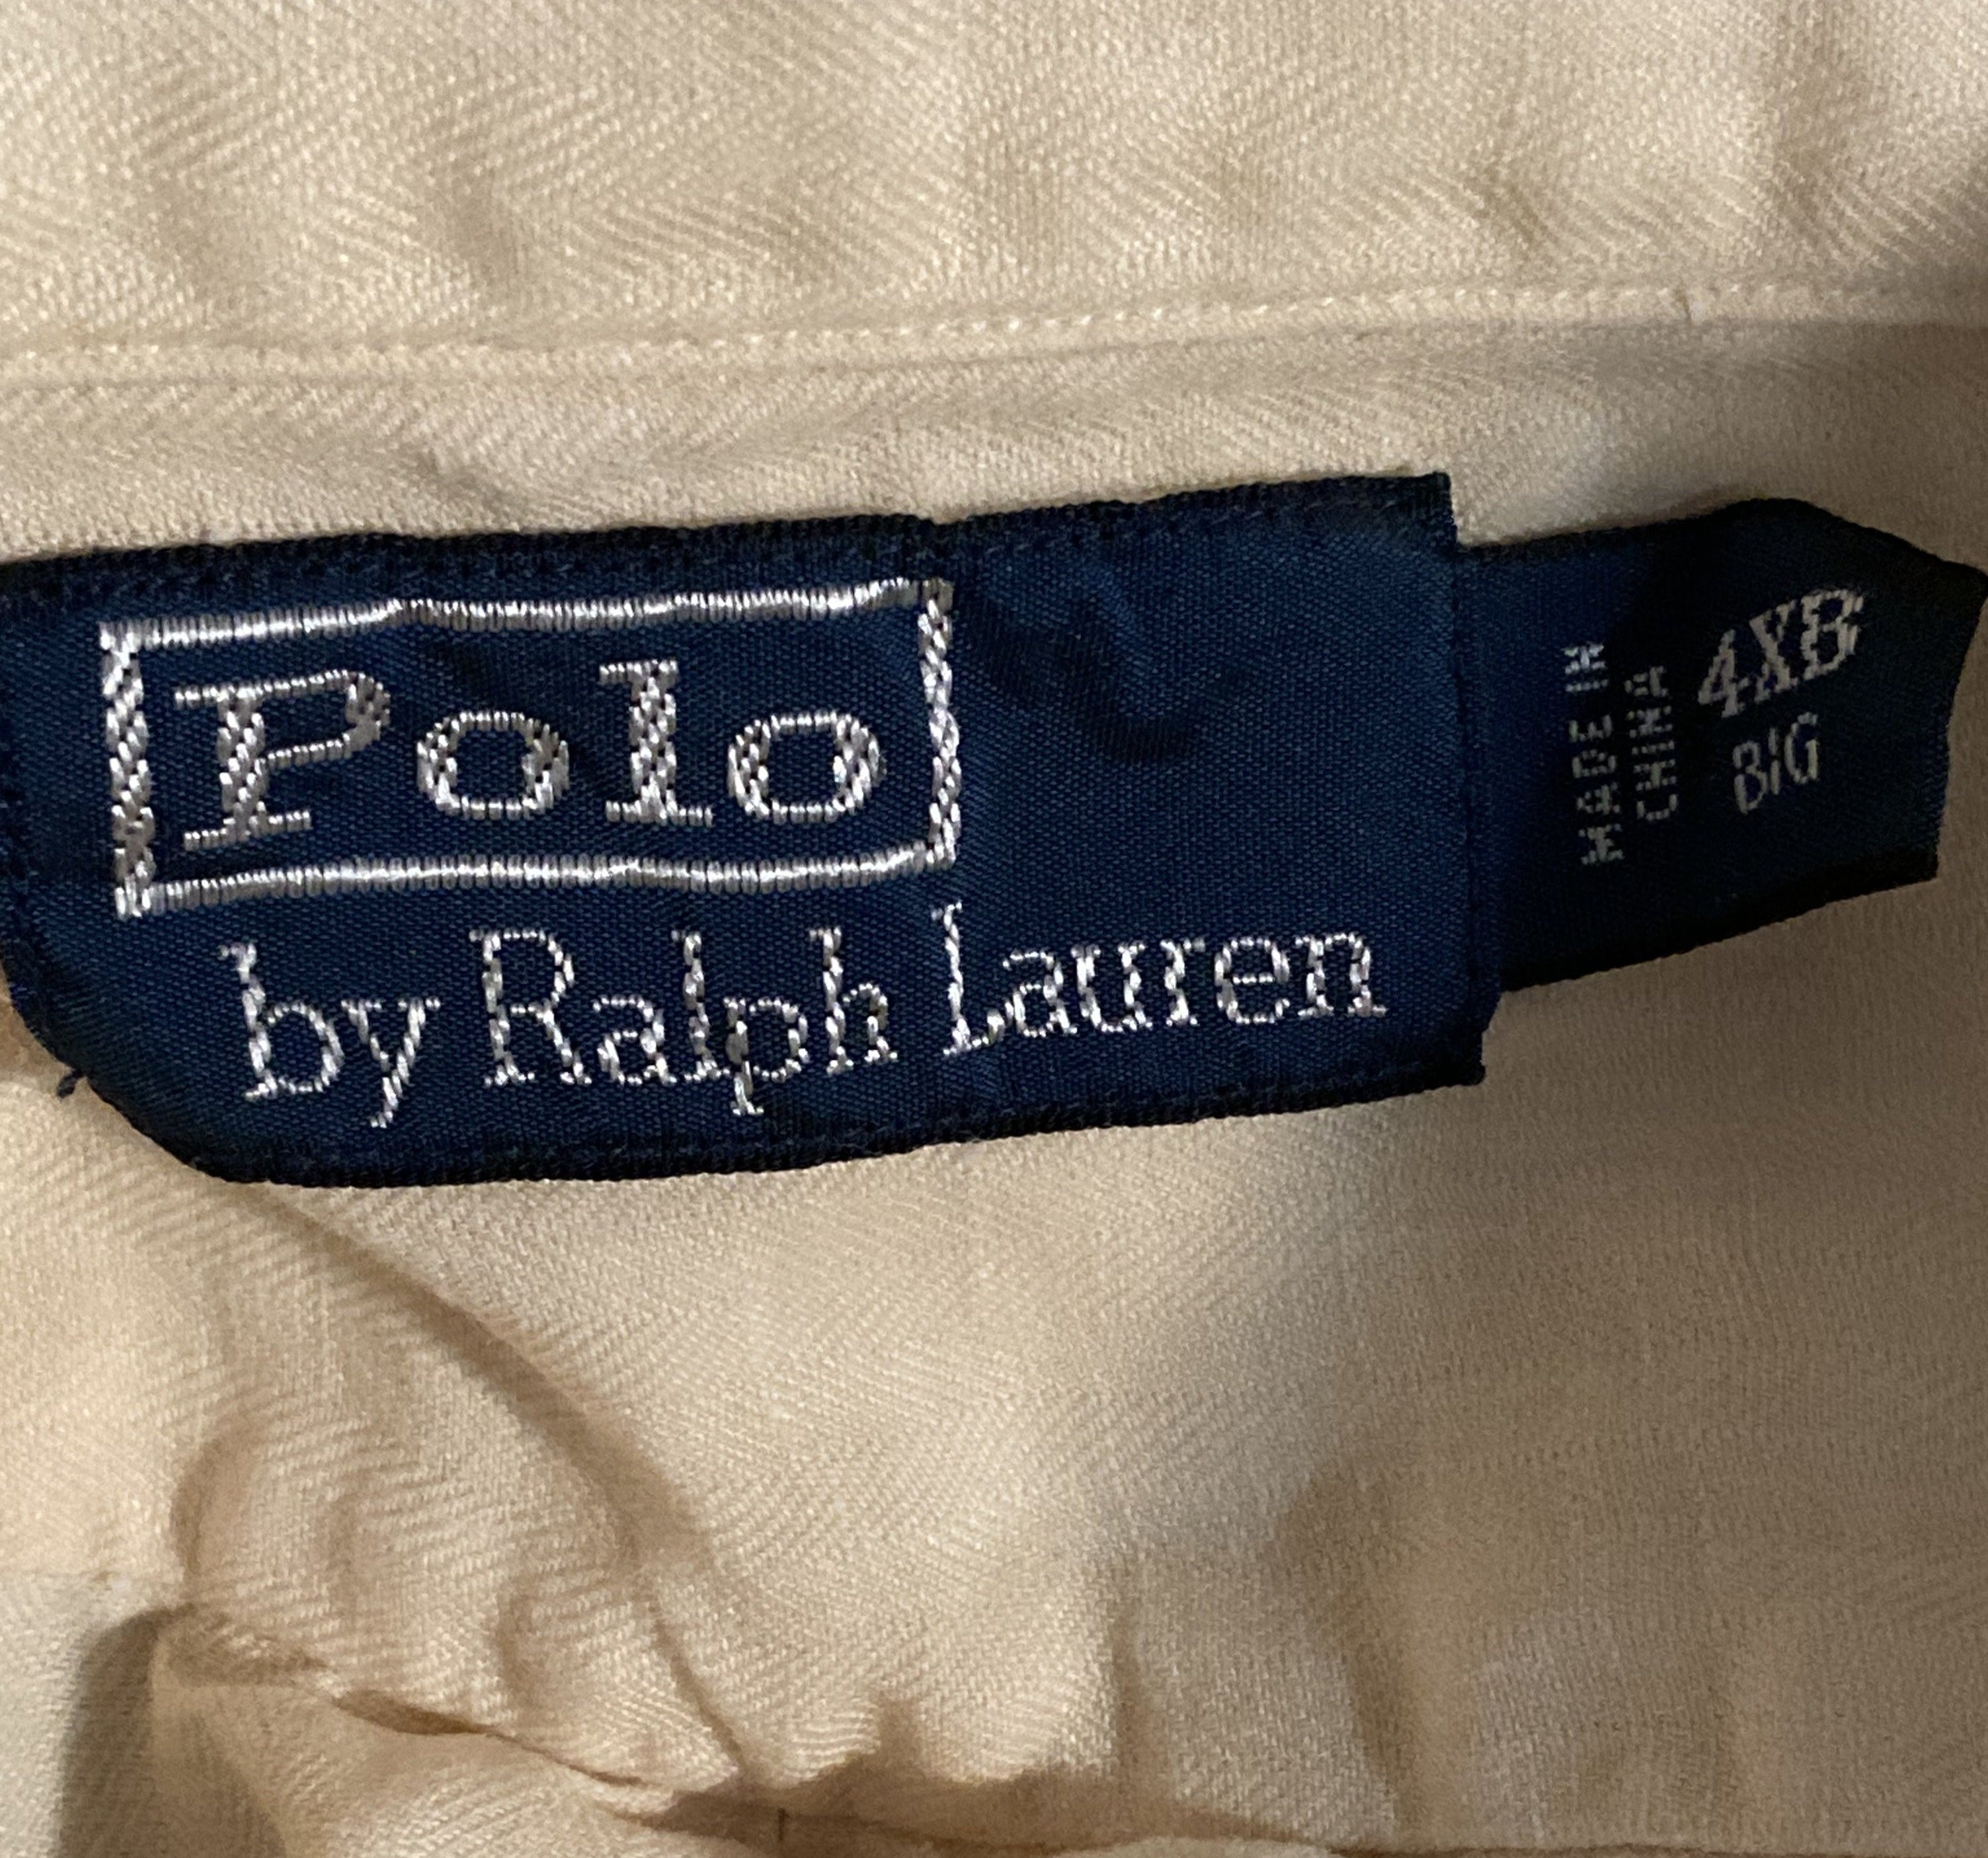 Polo
by Ralph Lauren
MADE IN
CHINA
4XB
BIG